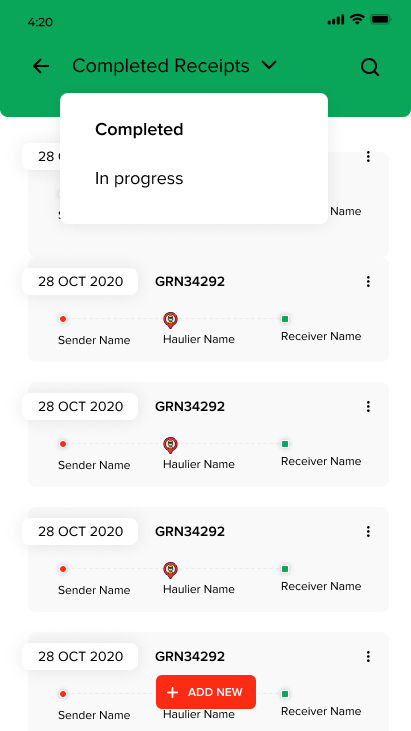 4:20
Completed Receipts
Completed
In progress
28
Name
28 OCT 2020 GRN34292
Sender Name Haulier Name Receiver Name
28 OCT 2020 GRN34292
Sender Name Haulier Name Receiver Name
28 OCT 2020 GRN34292
Sender Name Haulier Name Receiver Name
28 OCT 2020 GRN34292
+ ADD NEW
Sender Name Haulier Name Receiver Name